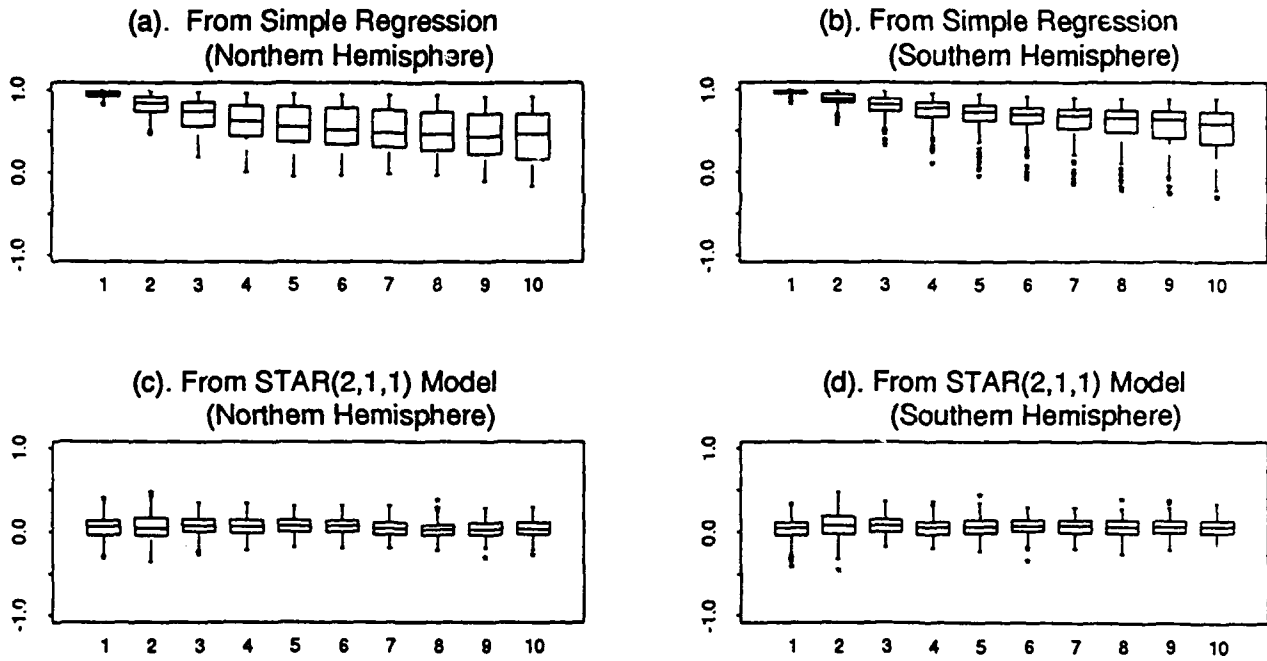 (a). From Simple Regression
(Northern Hemisphere)
1.0
0.0
-1.0
1 2 3 4 5 6 7 8 9 10
(b). From Simple Regression
(Southern Hemisphere)
1.0
0.0
-1.0
1 2 3 4 5 6 7 8 9 10
(c). From STAR(2,1,1) Model
(Northern Hemisphere)
1.0
0.0
-1.0
1 2 3 4 5 6 7 8 9 10
(d). From STAR(2,1,1) Model
(Southern Hemisphere)
1.0
0.0
-1.0
1 2 3 4 5 6 7 8 9 10